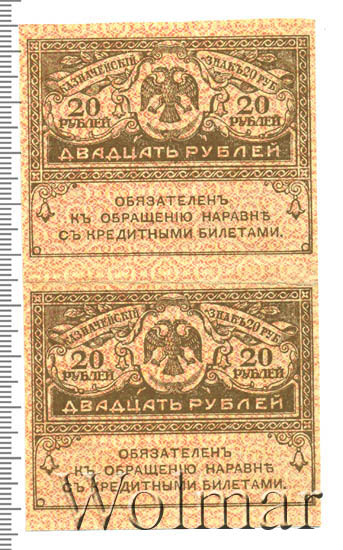 КАЗНАЧЕЙСКІЙ ЗНАКЪ 20 РУБ.
20 РУБЛЕЙ
20 РУБЛЕЙ
ДВАДЦАТЬ РУБЛЕЙ
ОБЯЗАТЕЛЕНЪ
КЪ ОБРАЩЕНІЮ НАРАВНѢ
СЪ КРЕДИТНЫМИ БИЛЕТАМИ.
КАЗНАЧЕЙСКІЙ ЗНАКЪ 20 РУБ.
20 РУБЛЕЙ
20 РУБЛЕЙ
ДВАДЦАТЬ РУБЛЕЙ
ОБЯЗАТЕЛЕНЪ
КЪ ОБРАЩЕНІЮ НАРАВНѢ
СЪ КРЕДИТНЫМИ БИЛЕТАМИ.
Wolmar